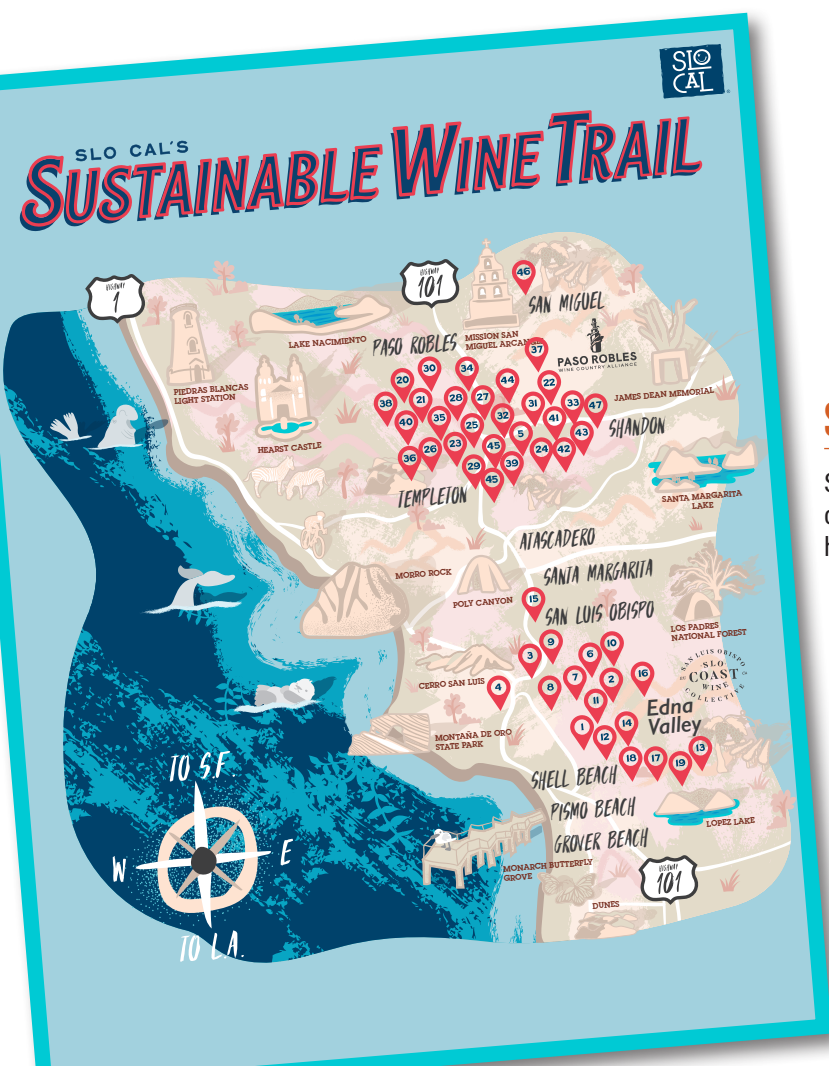 SLO
CAL
SLO CAL'S
SUSTAINABLE WINE TRAIL
HIGHWAY
1
HIGHWAY
101
46
SAN MIGUEL
LAKE NACIMIENTO
PASO ROBLES
MISSION SAN
MIGUEL ARCANGEL
37
PASO ROBLES
WINE COUNTRY ALLIANCE
PIEDRAS BLANCAS
LIGHT STATION
JAMES DEAN MEMORIAL
20
30
34
44
22
38
21
28
27
31
33
47
40
35
25
32
5
41
43
SHANDON
36
26
23
45
24
42
29
39
45
HEARST CASTLE
TEMPLETON
SANTA MARGARITA
LAKE
ATASCADERO
MORRO ROCK
SANTA MARGARITA
POLY CANYON
15
SAN LUIS OBISPO
LOS PADRES
NATIONAL FOREST
9
10
3
6
SAN LUIS OBISPO
SLO
COAST
WINE
COLLECTIVE
CERRO SAN LUIS
4
8
7
2
16
11
Edna
Valley
1
12
14
MONTAÑA DE ORO
STATE PARK
18
17
19
13
TO S.F.
SHELL BEACH
PISMO BEACH
LOPEZ LAKE
GROVER BEACH
W
E
MONARCH BUTTERFLY
GROVE
HIGHWAY
101
DUNES
TO L.A.